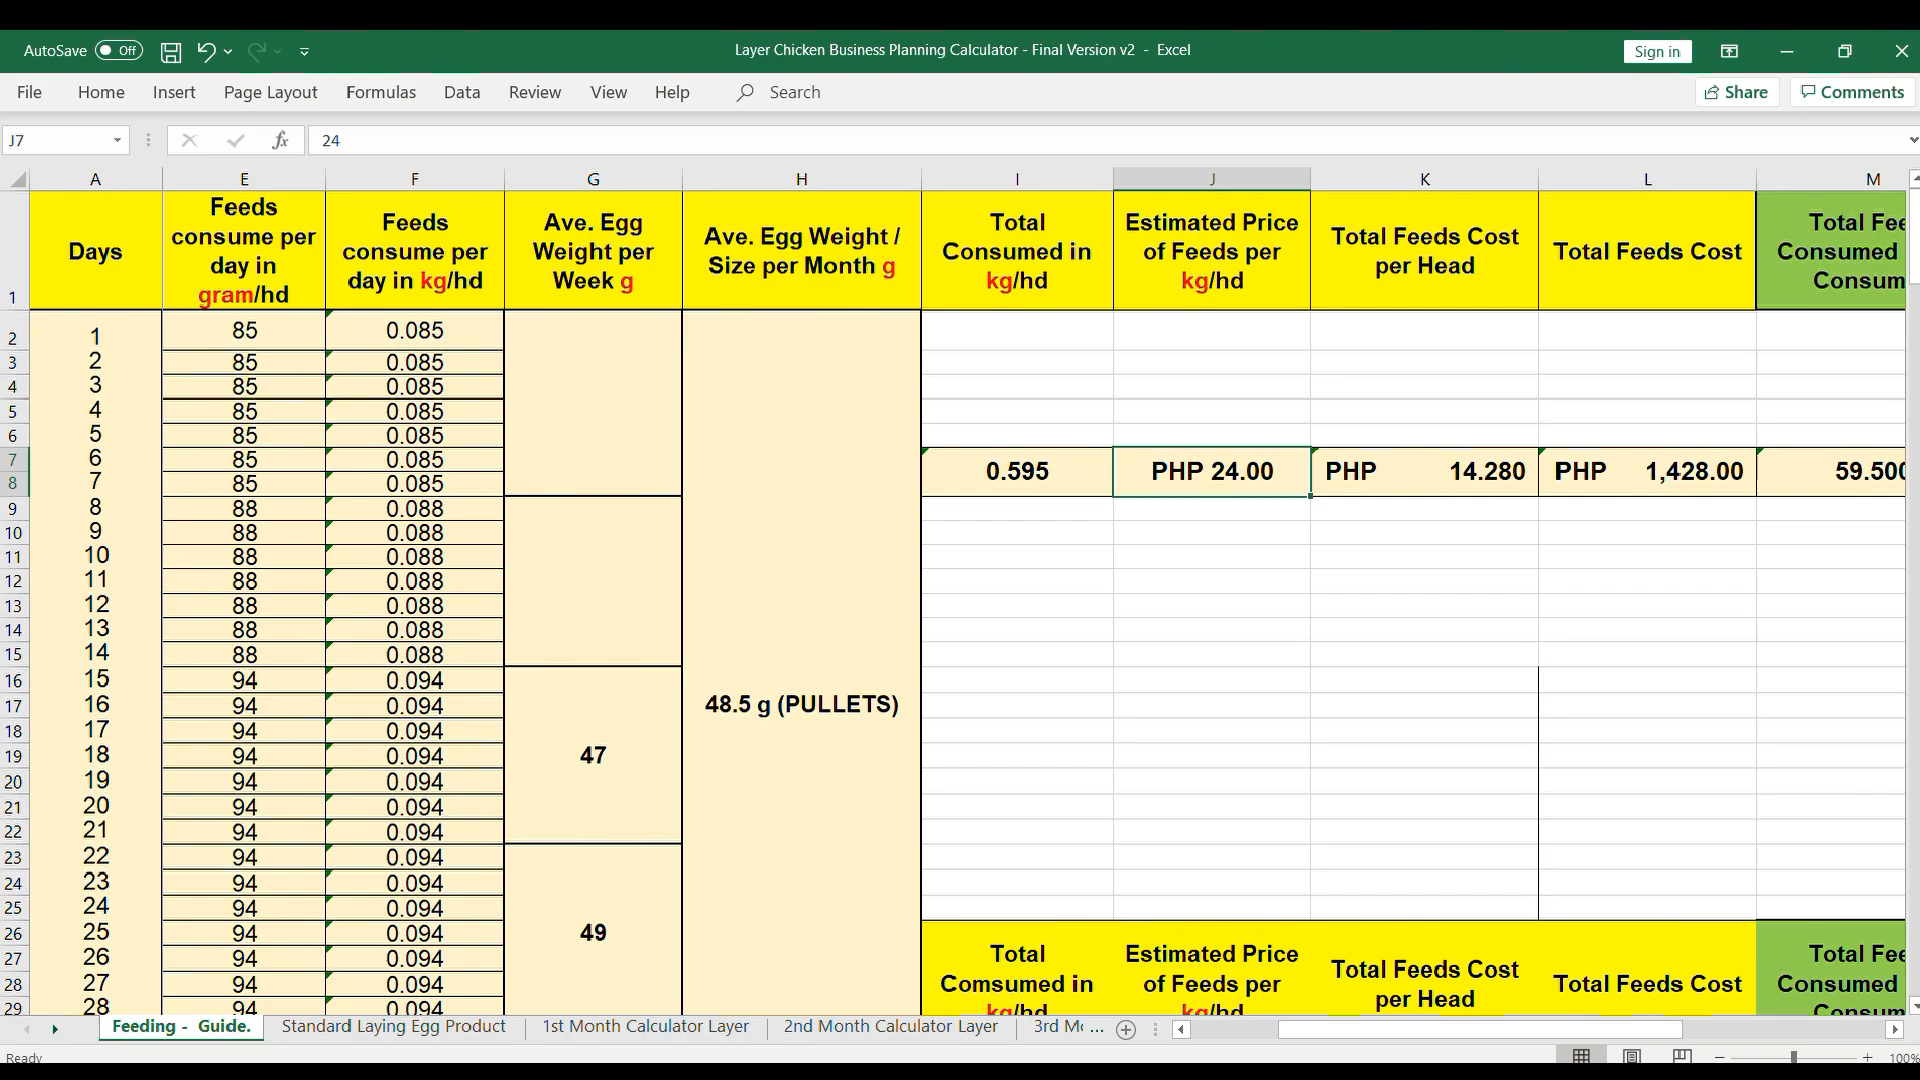 AutoSave Off Layer Chicken Business Planning Calculator - Final Version v2 - Excel Sign in
File Home Insert Page Layout Formulas Data Review View Help Search Share Comments
J7 fx 24
A E F G H I J K L M
1
Days
Feeds
consume per
day in
gram/hd
Feeds
consume per
day in kg/hd
Ave. Egg
Weight per
Week g
Ave. Egg Weight /
Size per Month g
Total
Consumed in
kg/hd
Estimated Price
of Feeds per
kg/hd
Total Feeds Cost
per Head
Total Feeds Cost
Total Fee
Consumed
Consum
2 1 85 0.085
3 2 85 0.085
4 3 85 0.085
5 4 85 0.085
6 5 85 0.085
7 6 85 0.085
8 7 85 0.085
0.595 PHP 24.00 PHP 14.280 PHP 1,428.00 59.500
9 8 88 0.088
10 9 88 0.088
11 10 88 0.088
12 11 88 0.088
13 12 88 0.088
14 13 88 0.088
15 14 88 0.088
16 15 94 0.094
17 16 94 0.094
48.5 g (PULLETS)
18 17 94 0.094
19 18 94 0.094
47
20 19 94 0.094
21 20 94 0.094
22 21 94 0.094
23 22 94 0.094
24 23 94 0.094
25 24 94 0.094
26 25 94 0.094
49
27 26 94 0.094
28 27 94 0.094
29 28 94 0.094
Total
Comsumed in
kg/hd
Estimated Price
of Feeds per
kg/hd
Total Feeds Cost
per Head
Total Feeds Cost
Total Fee
Consumed
Consum
Feeding - Guide. Standard Laying Egg Product 1st Month Calculator Layer 2nd Month Calculator Layer 3rd Mo ...
Ready 100%